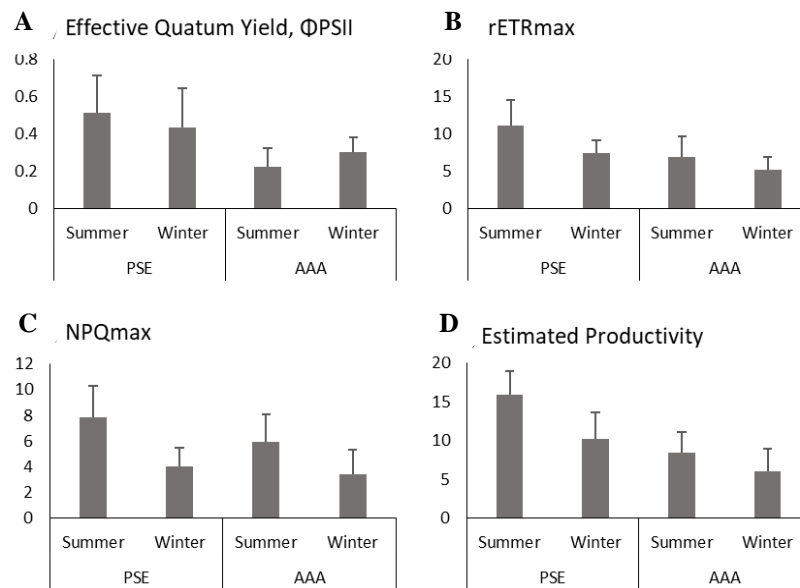 A Effective Quatum Yield, ΦPSII
0.8
0.6
0.4
0.2
0
Summer Winter Summer Winter
PSE AAA
B rETRmax
20
15
10
5
0
Summer Winter Summer Winter
PSE AAA
C NPQmax
12
10
8
6
4
2
0
Summer Winter Summer Winter
PSE AAA
D Estimated Productivity
20
15
10
5
0
Summer Winter Summer Winter
PSE AAA